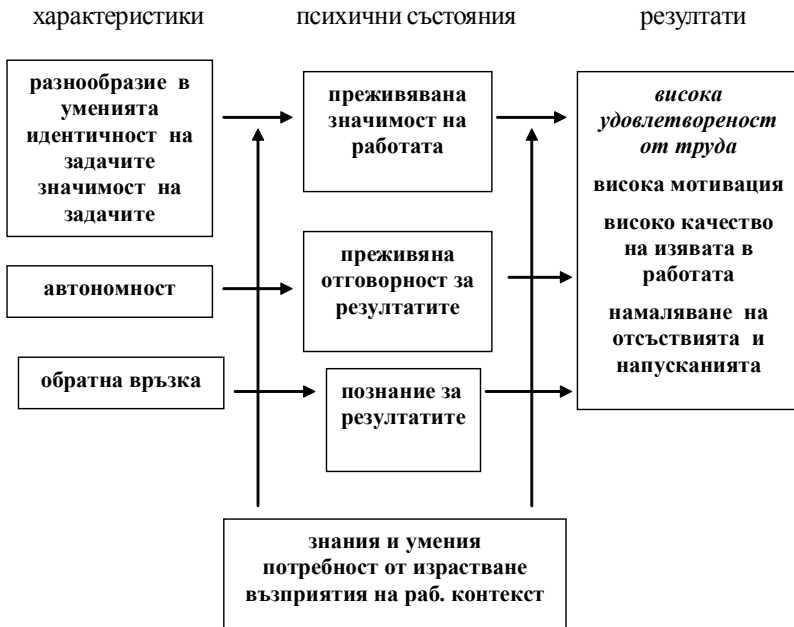 характеристики
психични състояния
резултати
разнообразие в
уменията
идентичност на
задачите
значимост на
задачите
преживявана
значимост на
работата
висока
удовлетвореност
от труда
висока мотивация
високо качество
на изявата в
работата
намаляване на
отсъствията и
напусканията
автономност
преживяна
отговорност за
резултатите
обратна връзка
познание за
резултатите
знания и умения
потребност от израстване
възприятия на раб. контекст